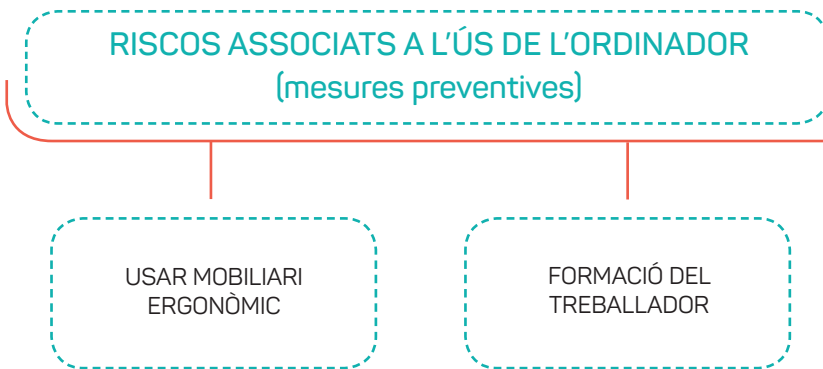 RISCOS ASSOCIATS A L'ÚS DE L'ORDINADOR
(mesures preventives)
USAR MOBILIARI
ERGONÒMIC
FORMACIÓ DEL
TREBALLADOR